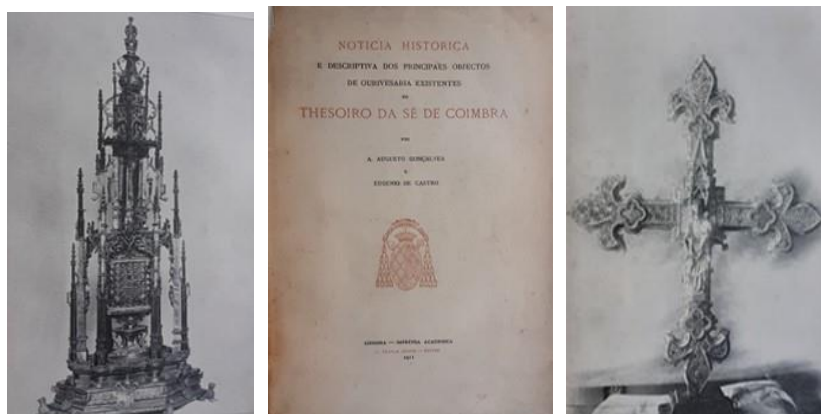 NOTICIA HISTORICA
E DESCRIPTIVA DOS PRINCIPAES OBJECTOS
DE OURIVESARIA EXISTENTES
NO
THESOIRO DA SÉ DE COIMBRA
POR
A. AUGUSTO GONÇALVES
E
EUGENIO DE CASTRO
COIMBRA — IMPRENSA ACADEMICA
1911